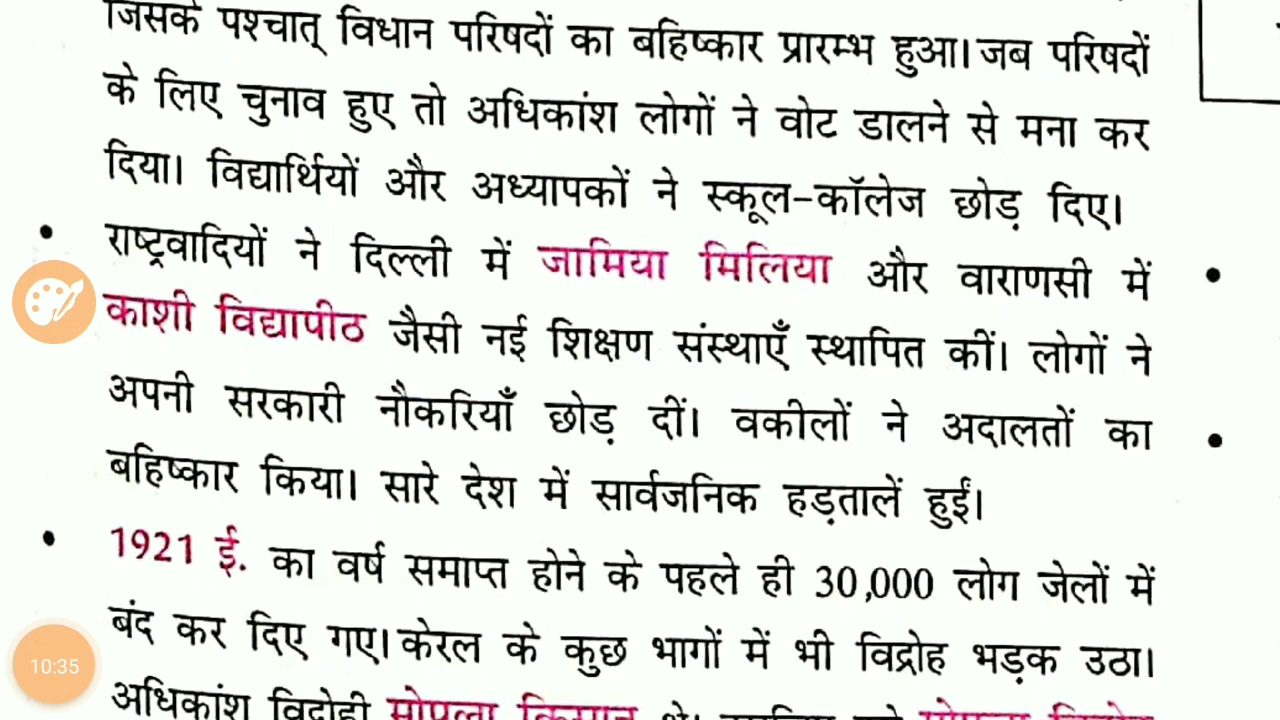 जिसके पश्चात् विधान परिषदों का बहिष्कार प्रारम्भ हुआ। जब परिषदों
के लिए चुनाव हुए तो अधिकांश लोगों ने वोट डालने से मना कर
दिया। विद्यार्थियों और अध्यापकों ने स्कूल-कॉलेज छोड़ दिए।
• राष्ट्रवादियों ने दिल्ली में जामिया मिलिया और वाराणसी में
काशी विद्यापीठ जैसी नई शिक्षण संस्थाएँ स्थापित कीं। लोगों ने
अपनी सरकारी नौकरियाँ छोड़ दीं। वकीलों ने अदालतों का
बहिष्कार किया। सारे देश में सार्वजनिक हड़तालें हुईं।
• 1921 ई. का वर्ष समाप्त होने के पहले ही 30,000 लोग जेलों में
बंद कर दिए गए। केरल के कुछ भागों में भी विद्रोह भड़क उठा।
अधिकांश विद्रोही मोपला किसान थे।
10:35